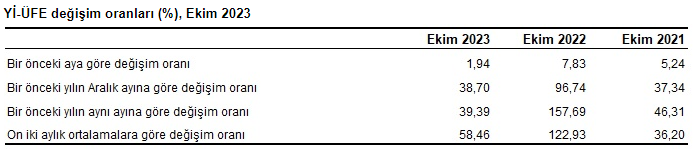 Yİ-ÜFE değişim oranları (%), Ekim 2023
Ekim 2023 Ekim 2022 Ekim 2021
Bir önceki aya göre değişim oranı 1,94 7,83 5,24
Bir önceki yılın Aralık ayına göre değişim oranı 38,70 96,74 37,34
Bir önceki yılın aynı ayına göre değişim oranı 39,39 157,69 46,31
On iki aylık ortalamalara göre değişim oranı 58,46 122,93 36,20